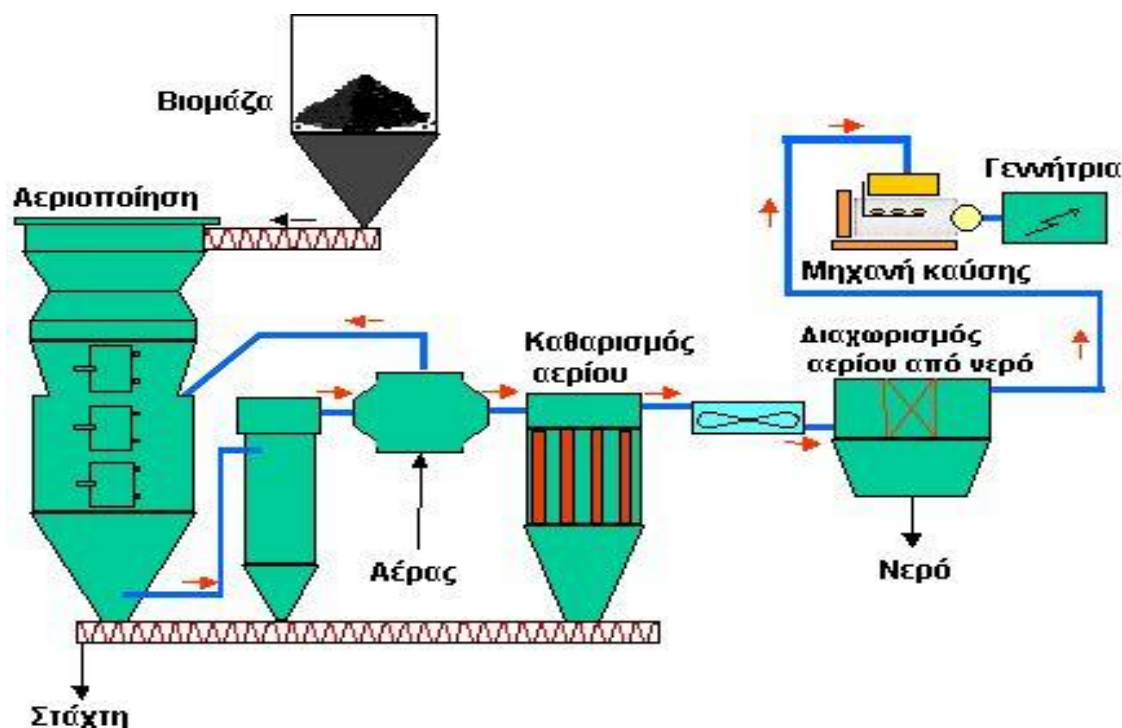 Βιομάζα
Αεριοποίηση
Γεννήτρια
Μηχανή καύσης
Καθαρισμός
αερίου
Διαχωρισμός
αερίου από νερό
Αέρας
Νερό
Στάχτη